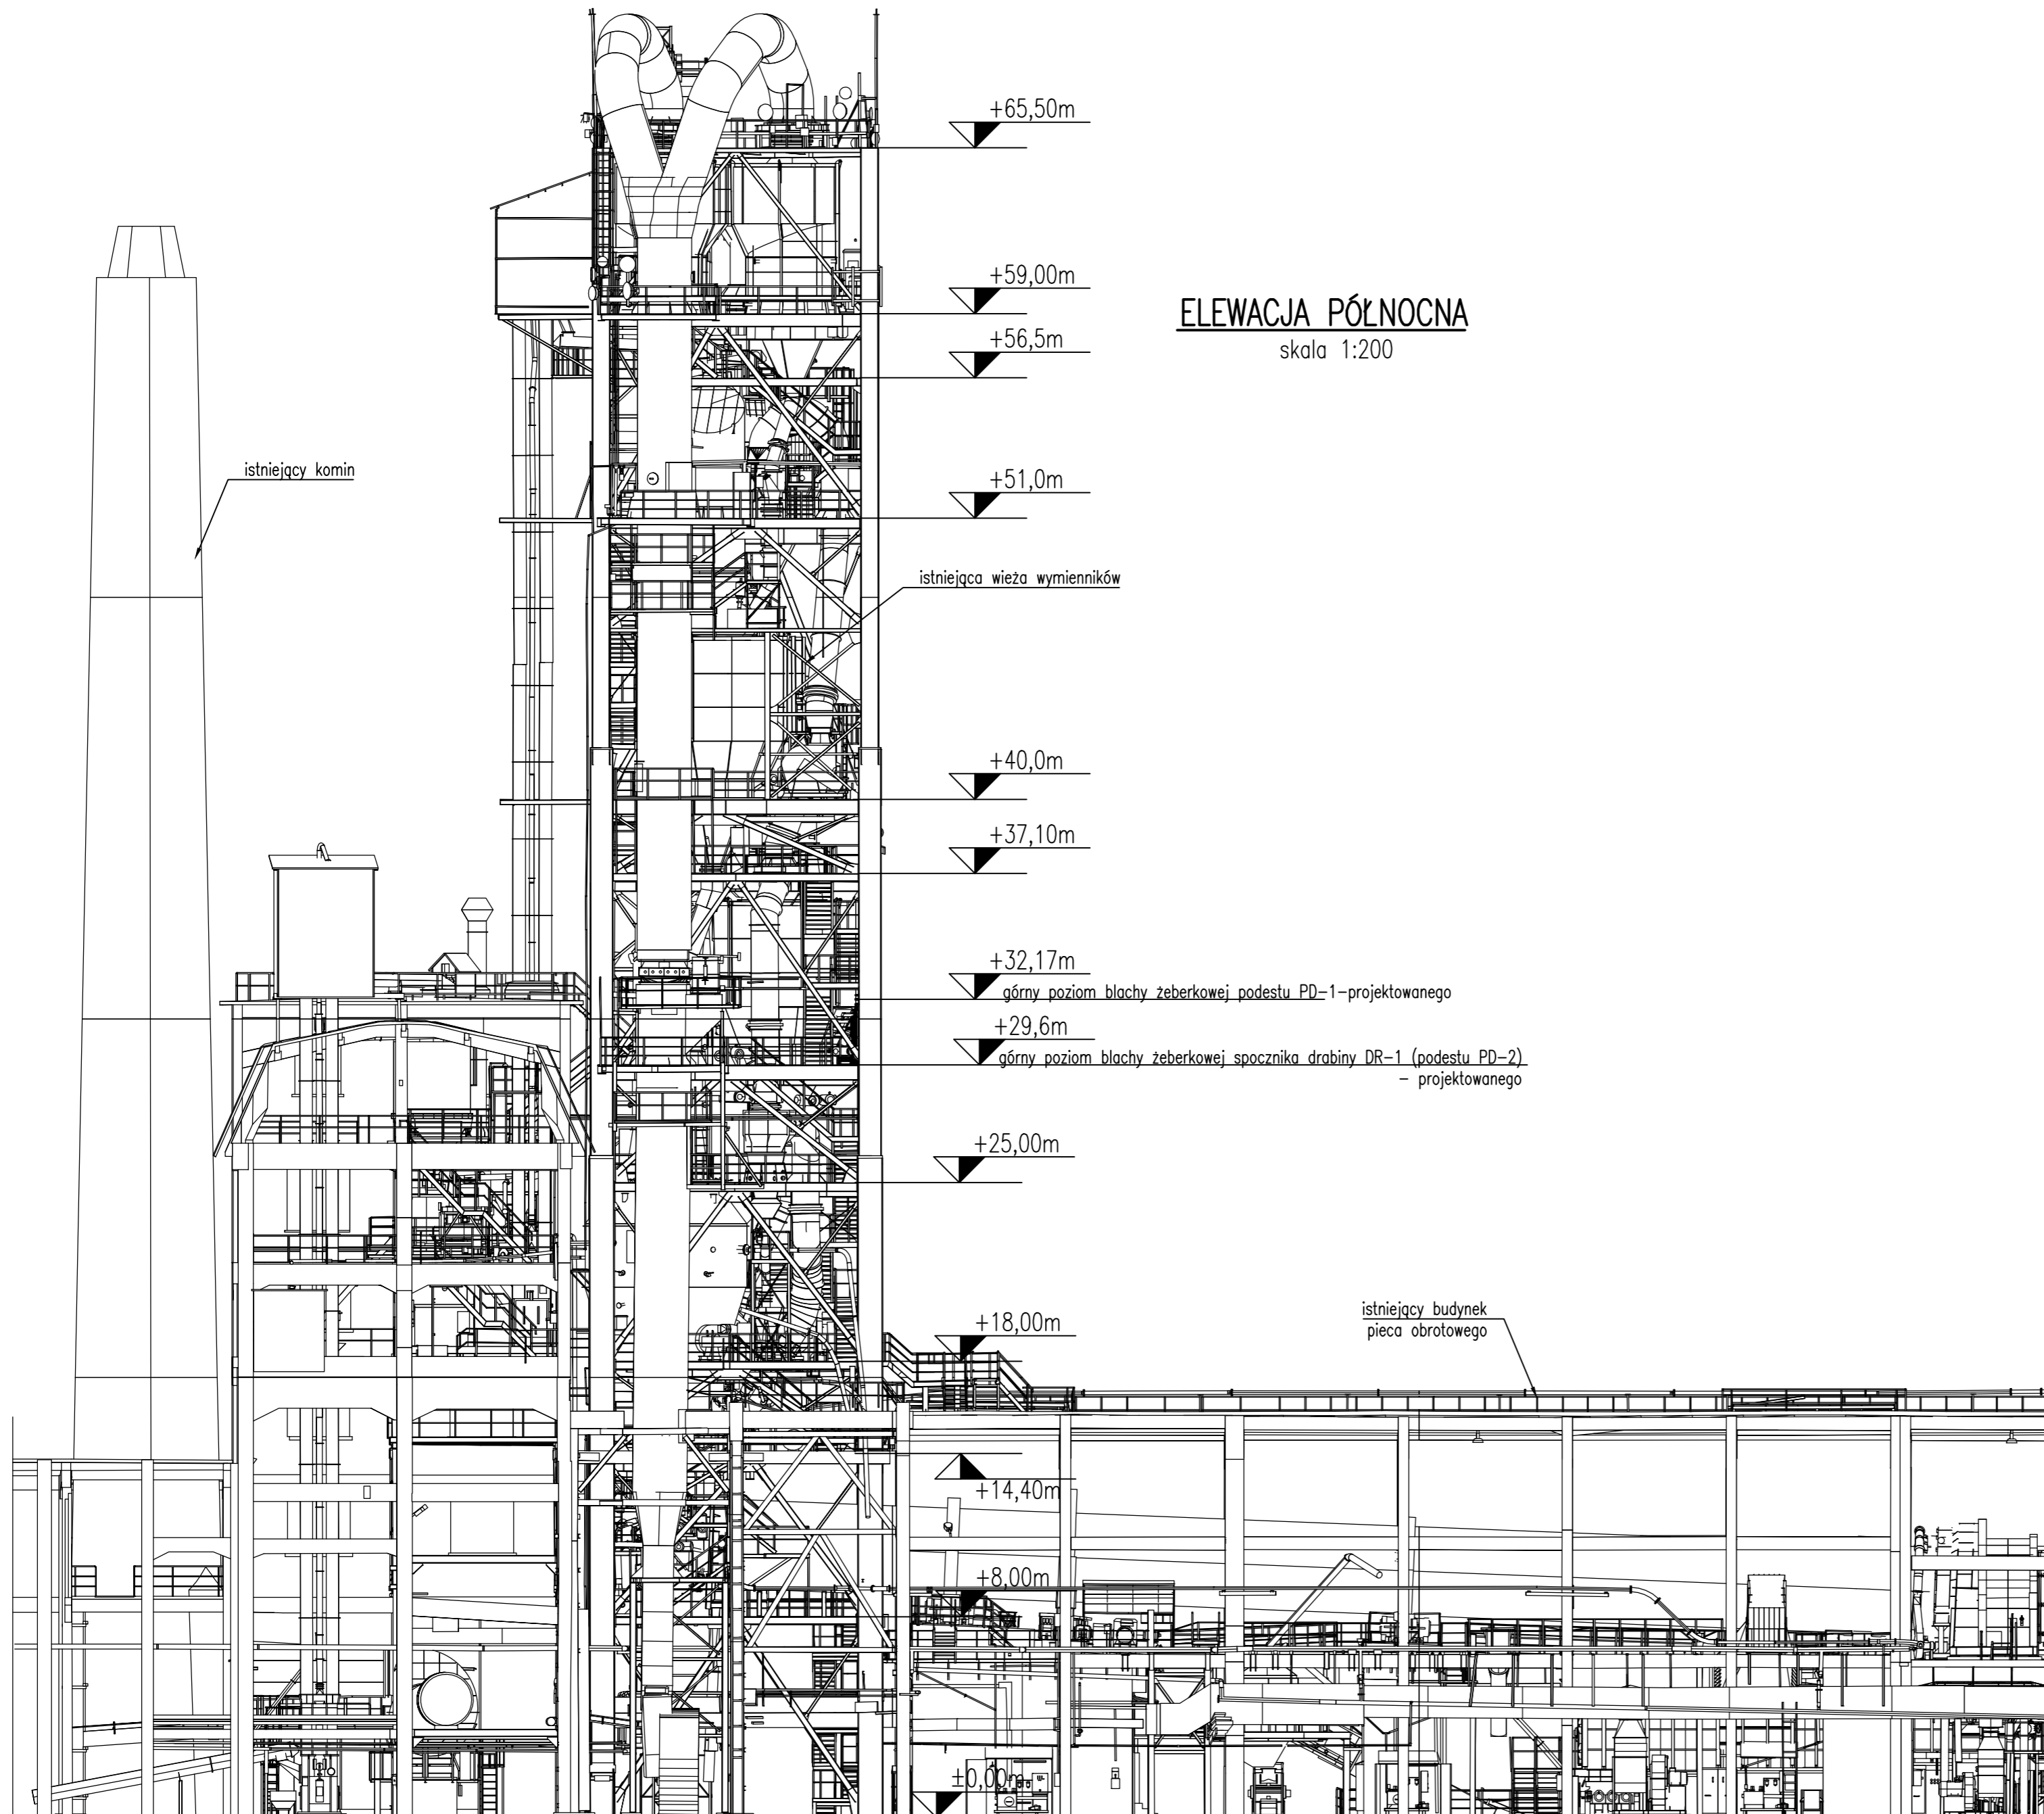 +65,50m
+59,00m
ELEWACJA PÓŁNOCNA
skala 1:200
+56,5m
istniejący komin
+51,0m
istniejąca wieża wymienników
+40,0m
+37,10m
+32,17m
górny poziom blachy żeberkowej podestu PD-1-projektowanego
+29,6m
górny poziom blachy żeberkowej spocznika drabiny DR-1 (podestu PD-2)
- projektowanego
+25,00m
istniejący budynek
pieca obrotowego
+18,00m
+14,40m
+8,00m
±0,00m